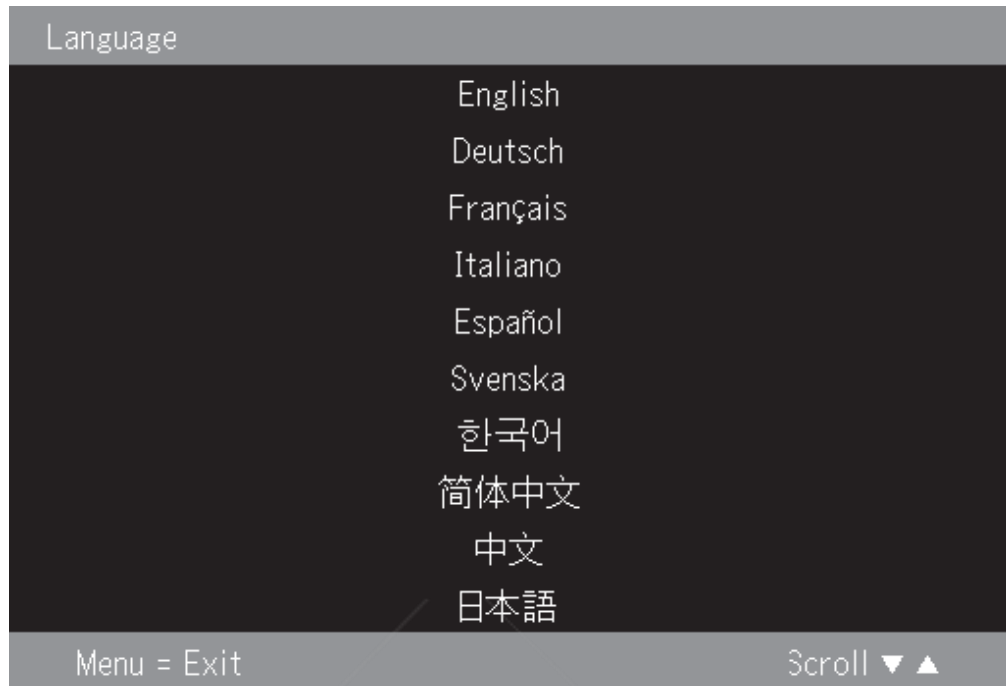 Language
English
Deutsch
Français
Italiano
Español
Svenska
한국어
简体中文
中文
日本語
Menu = Exit Scroll ▼ ▲